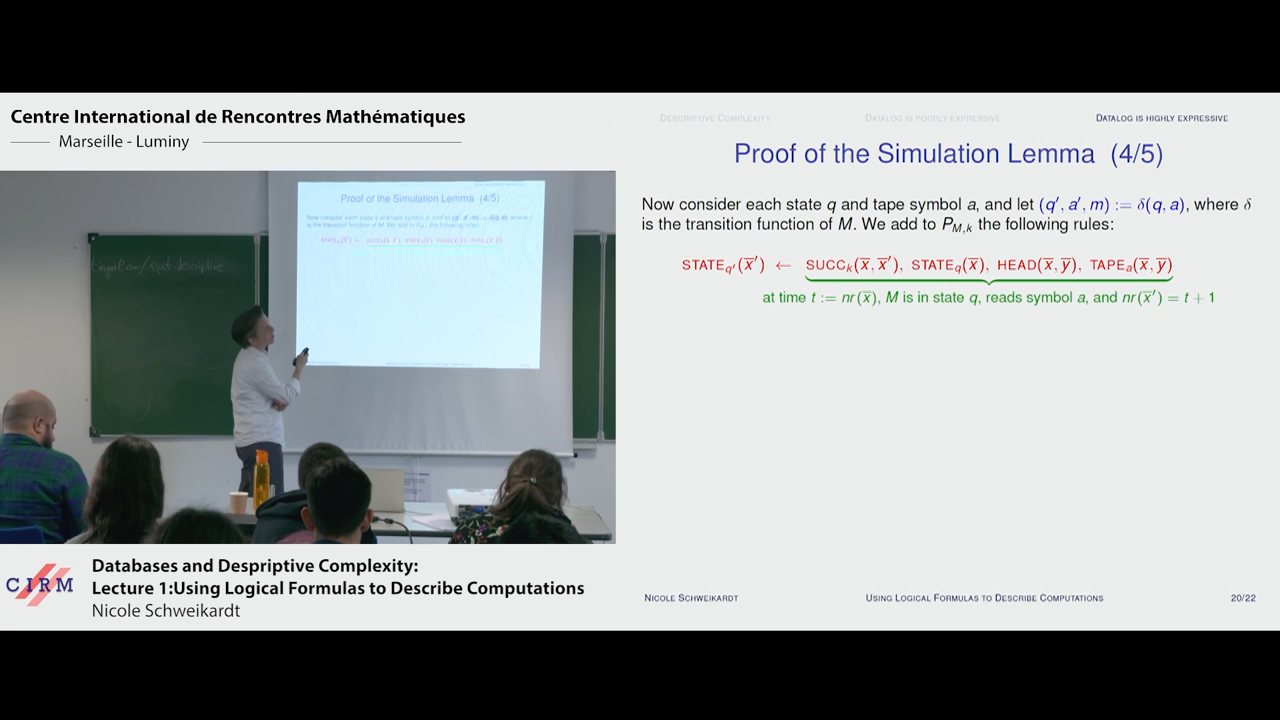 Centre International de Rencontres Mathématiques
Marseille - Luminy
DESCRIPTIVE COMPLEXITY DATALOG IS POORLY EXPRESSIVE DATALOG IS HIGHLY EXPRESSIVE
Proof of the Simulation Lemma (4/5)
Now consider each state q and tape symbol a, and let (q′, a′, m) := δ(q, a), where δ
is the transition function of M. We add to P_{M,k} the following rules:
STATE_{q′}(x̅′) ← SUCC_k(x̅, x̅′), STATE_q(x̅), HEAD(x̅, y̅), TAPE_a(x̅, y̅)
at time t := nr(x̅), M is in state q, reads symbol a, and nr(x̅′) = t + 1
NICOLE SCHWEIKARDT USING LOGICAL FORMULAS TO DESCRIBE COMPUTATIONS 20/22
Proof of the Simulation Lemma (4/5)
CIRM
Databases and Despriptive Complexity:
Lecture 1:Using Logical Formulas to Describe Computations
Nicole Schweikardt